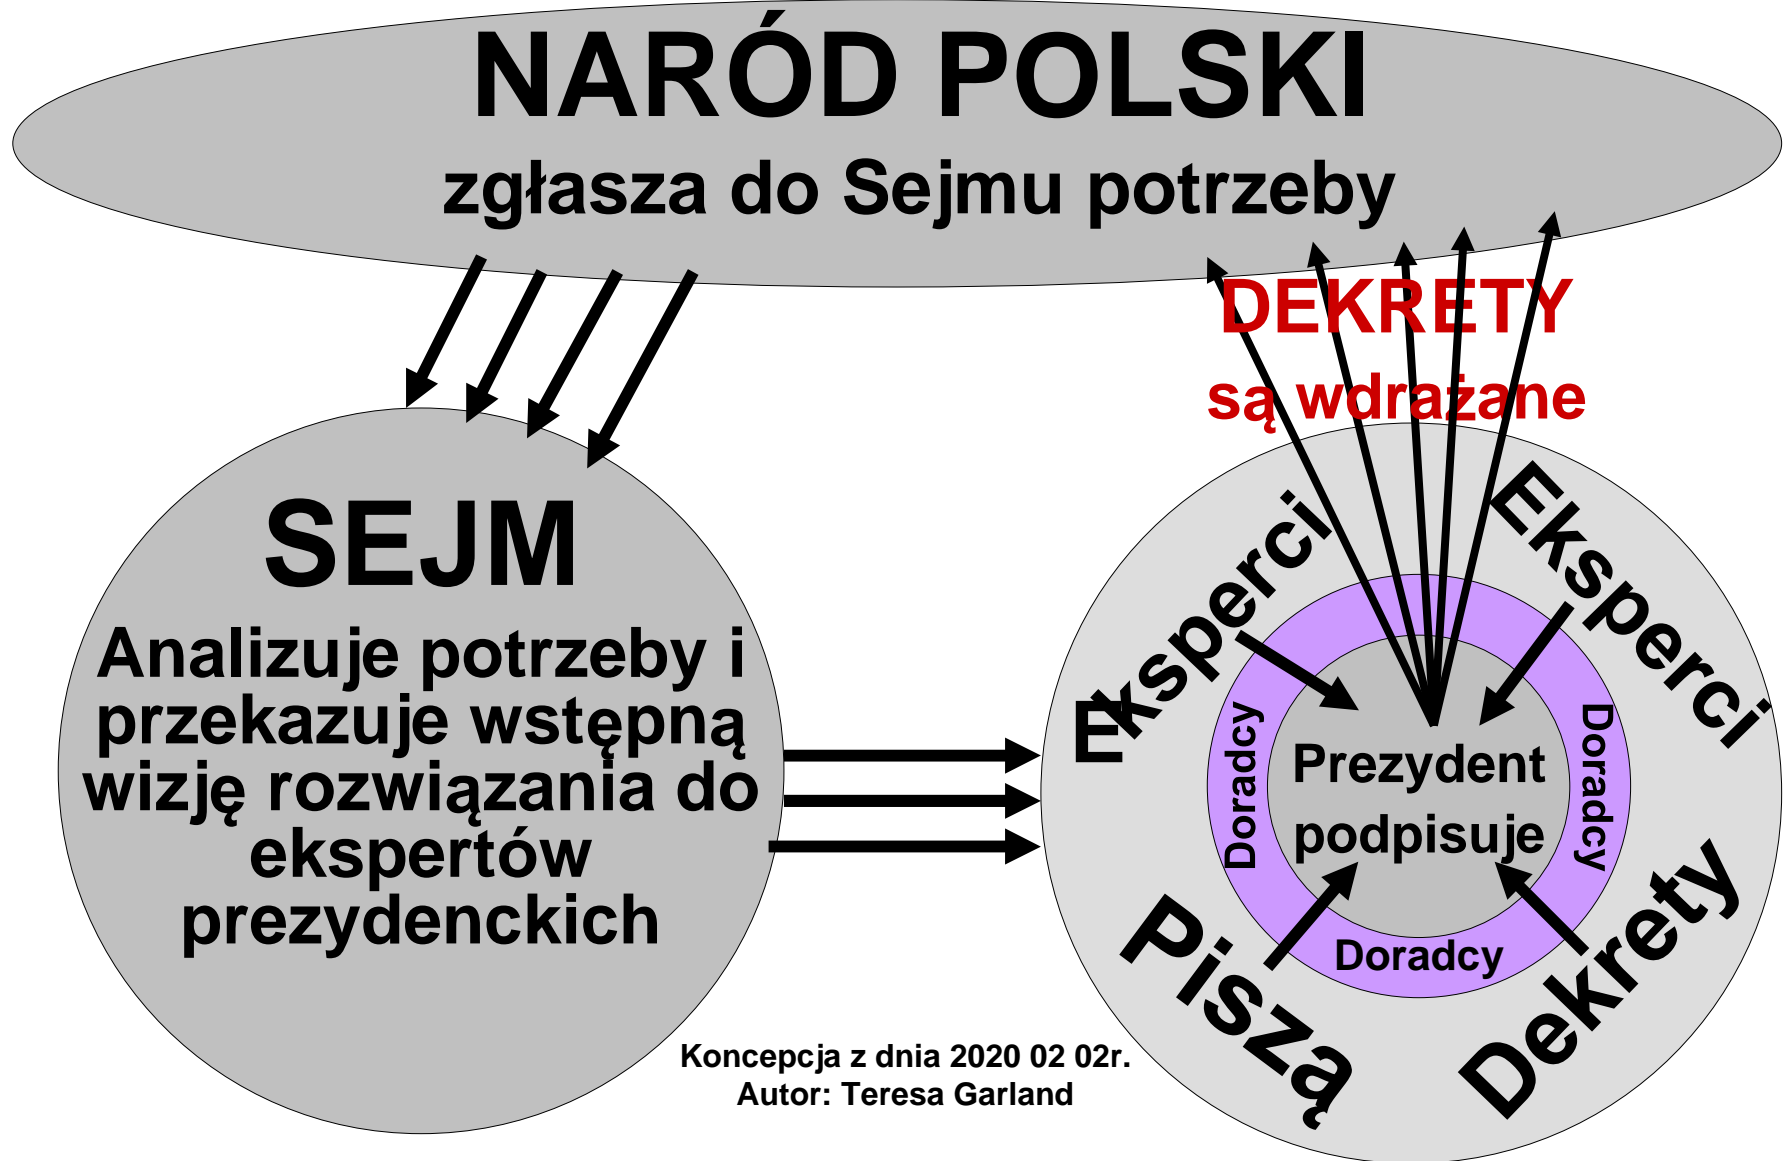 NARÓD POLSKI
zgłasza do Sejmu potrzeby
DEKRETY
są wdrażane
SEJM
Analizuje potrzeby i
przekazuje wstępną
wizję rozwiązania do
ekspertów
prezydenckich
Eksperci
Eksperci
Doradcy
Doradcy
Prezydent
podpisuje
Doradcy
Piszą
Dekrety
Koncepcja z dnia 2020 02 02r.
Autor: Teresa Garland